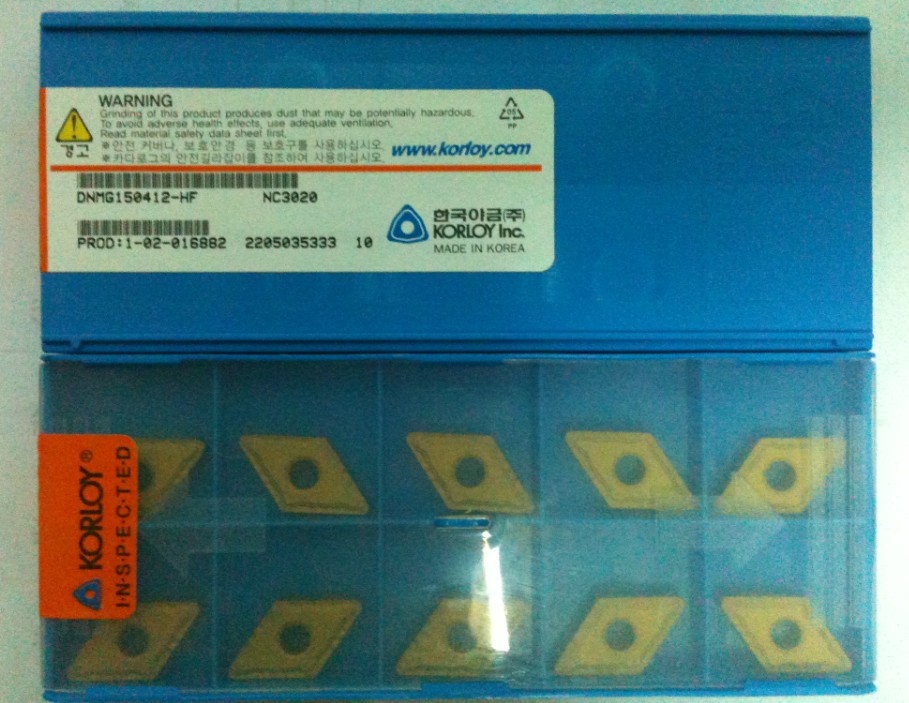 WARNING
Grinding of this product produces dust that may be potentially hazardous.
To avoid adverse health effects, use adequate ventilation.
Read material safety data sheet first.
경고
※안전 커버나, 보호안경 등 보호구를 사용하십시오.
※카다로그의 안전길라잡이를 참조하여 사용하십시오.
www.korloy.com
05
PP
DNMG150412-HF NC3020
PROD:1-02-016882 2205035333 10
한국야금(주)
KORLOY Inc.
MADE IN KOREA
KORLOY®
I·N·S·P·E·C·T·E·D